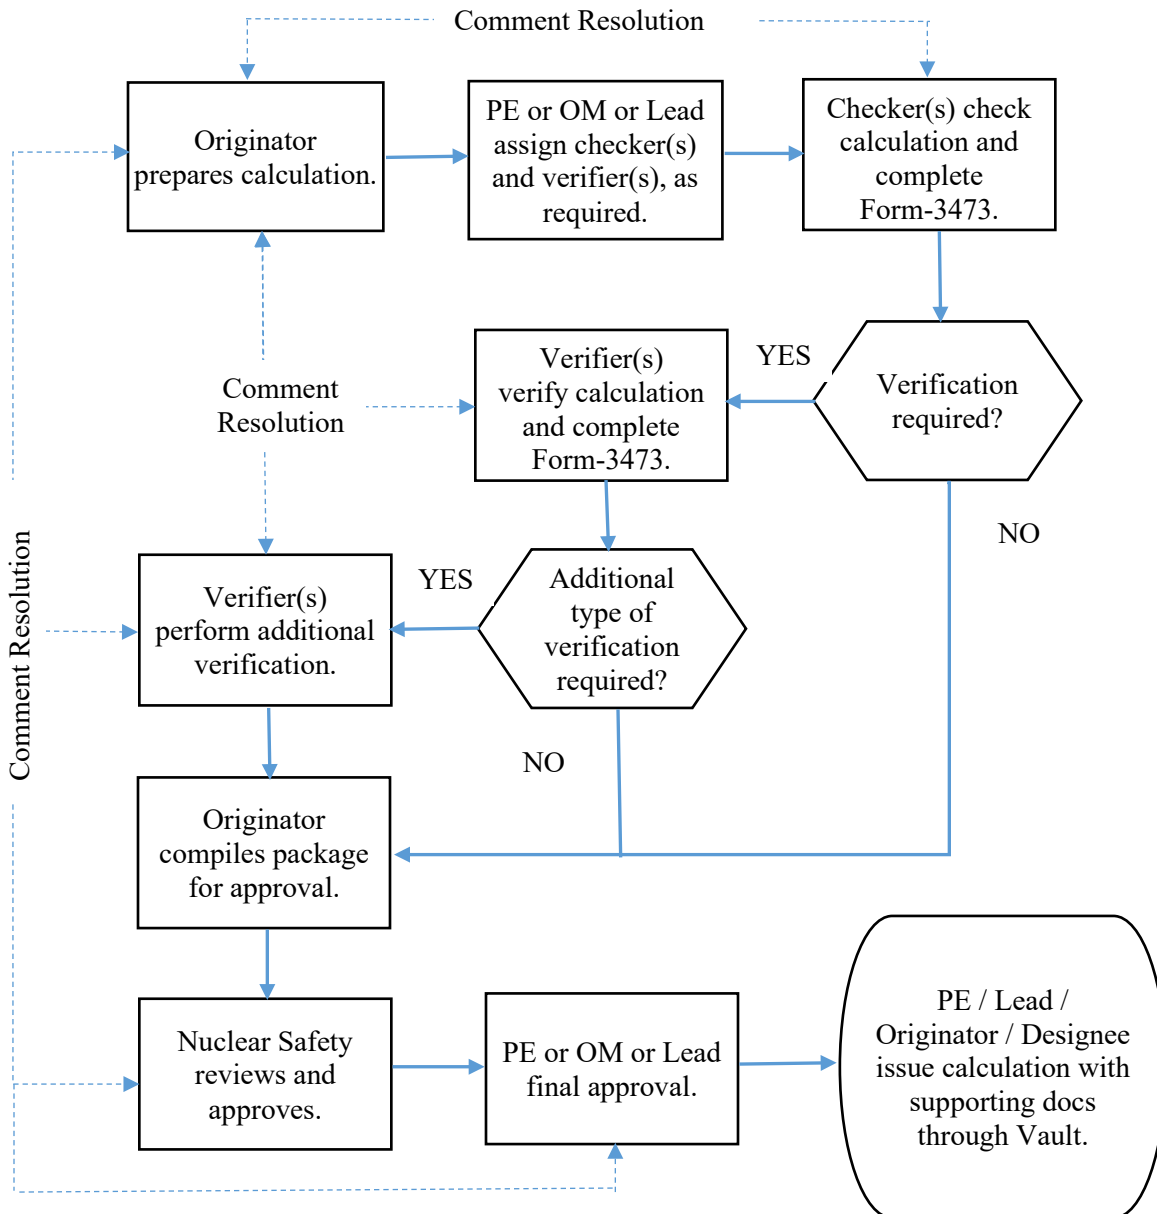 Comment Resolution
Originator
prepares calculation.
PE or OM or Lead
assign checker(s)
and verifier(s), as
required.
Checker(s) check
calculation and
complete
Form-3473.
Comment
Resolution
Verifier(s)
verify calculation
and complete
Form-3473.
YES
Verification
required?
NO
Comment Resolution
Verifier(s)
perform additional
verification.
YES
Additional
type of
verification
required?
NO
Originator
compiles package
for approval.
Nuclear Safety
reviews and
approves.
PE or OM or Lead
final approval.
PE / Lead /
Originator / Designee
issue calculation with
supporting docs
through Vault.